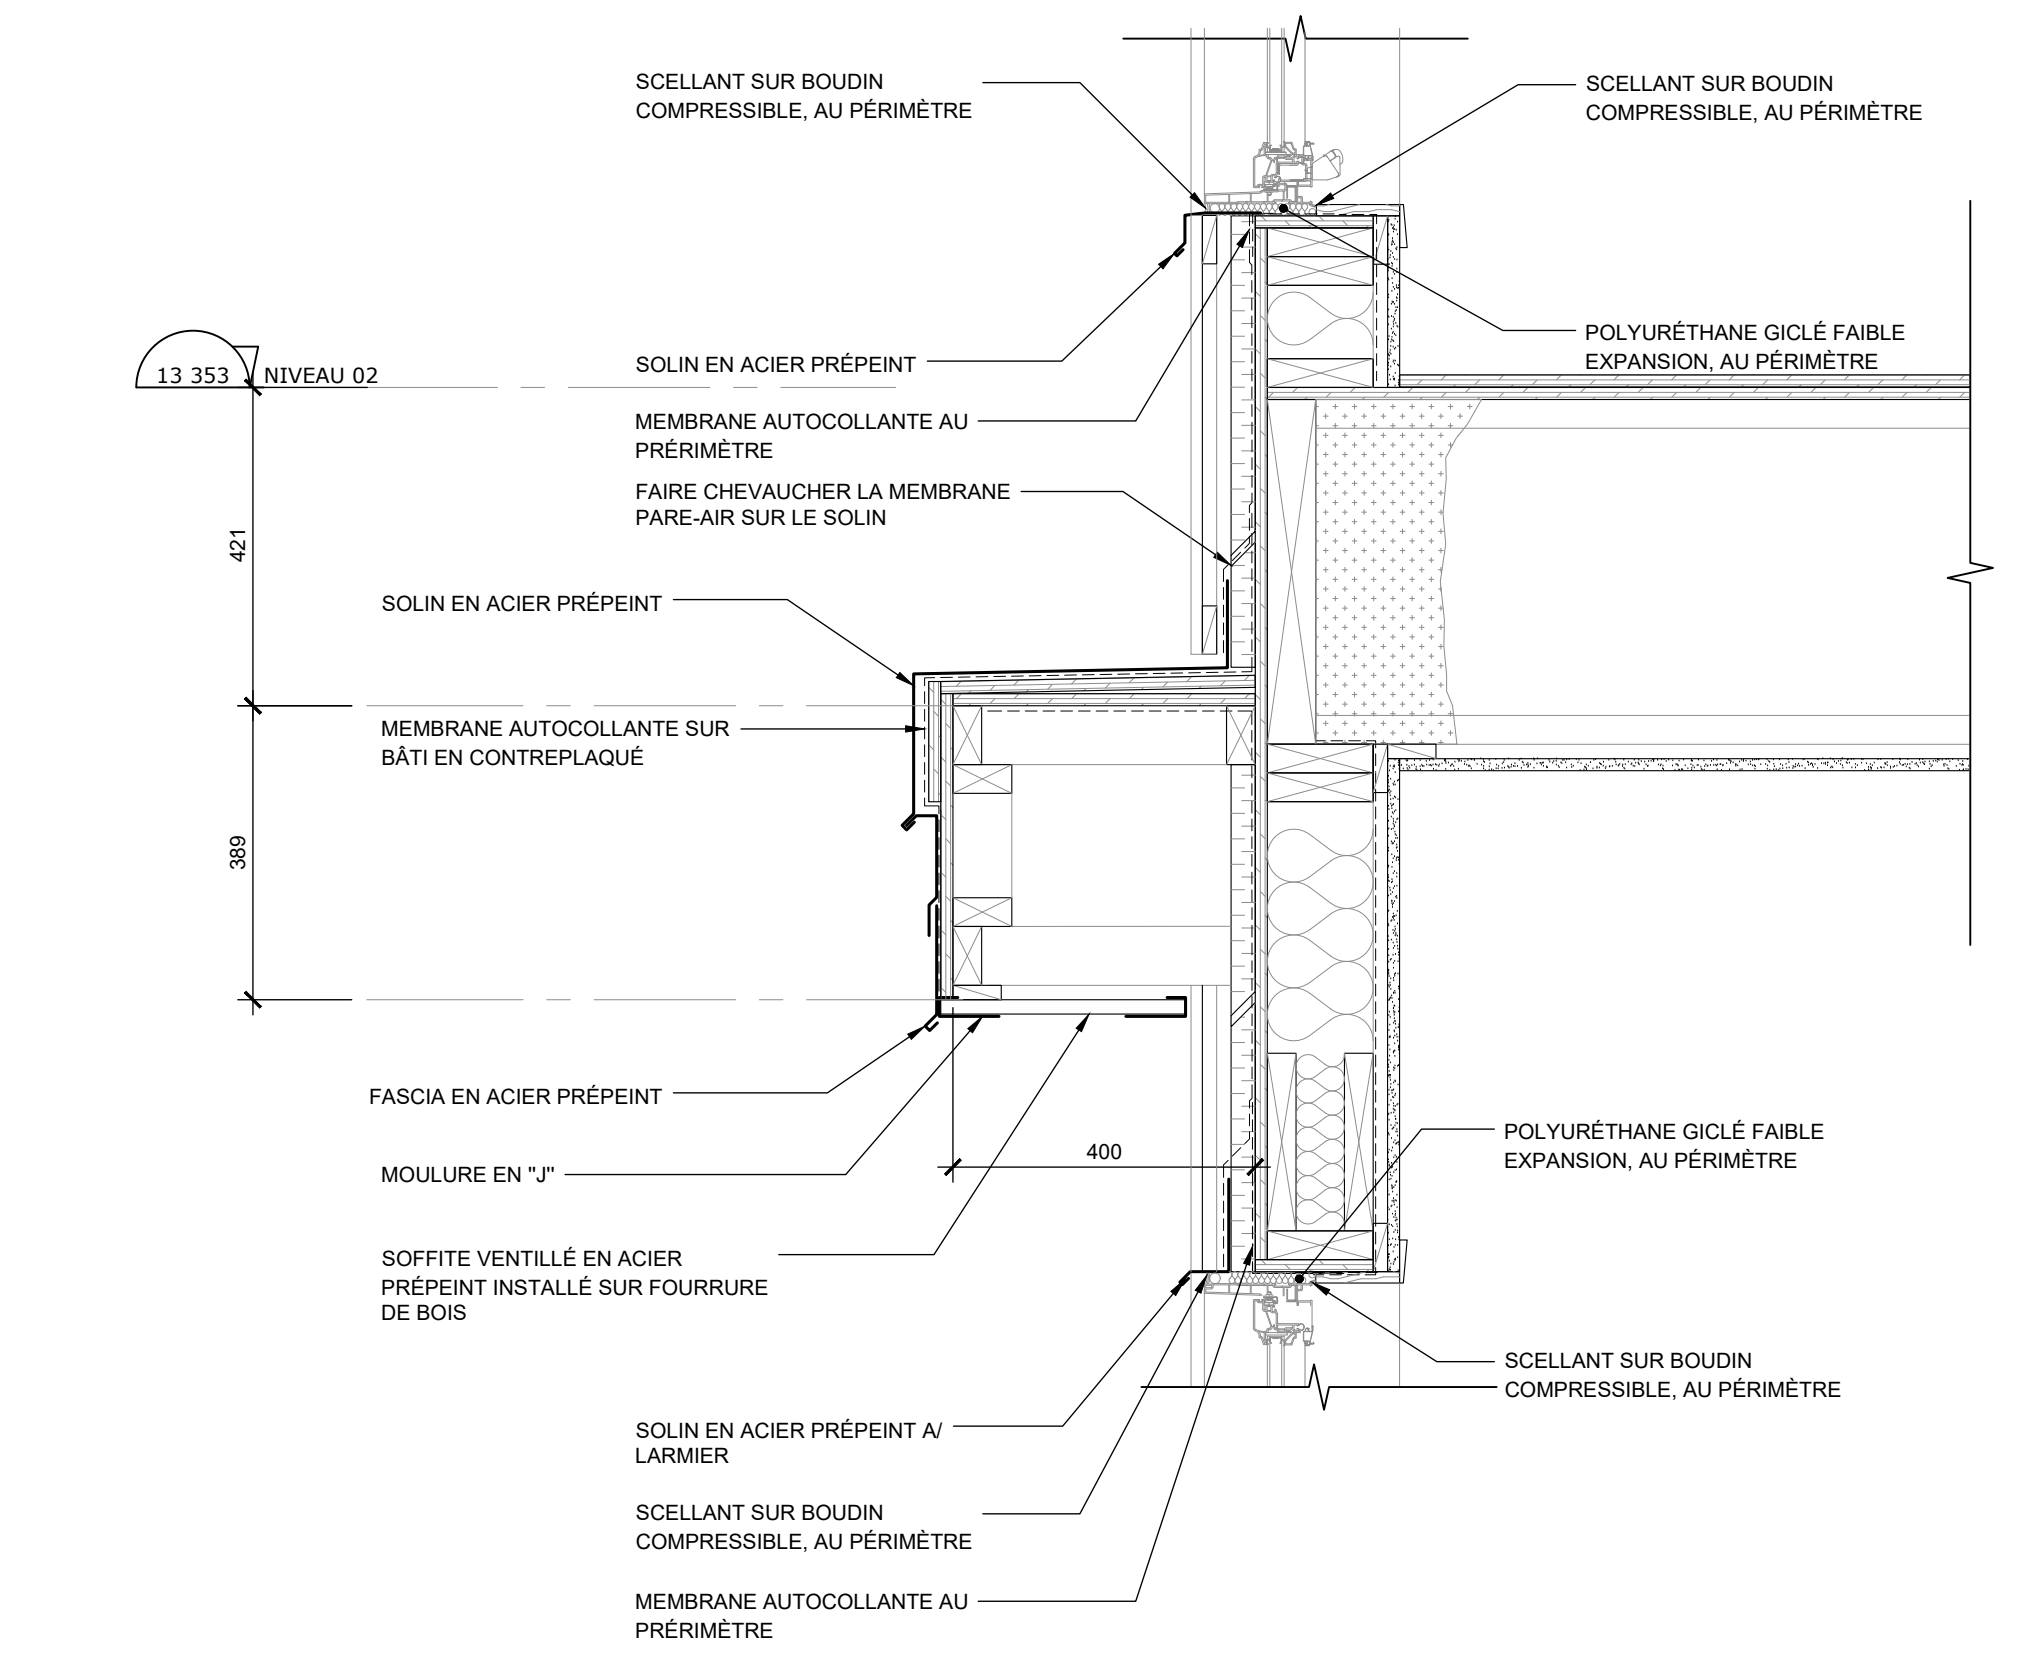 SCELLANT SUR BOUDIN
COMPRESSIBLE, AU PÉRIMÈTRE
SCELLANT SUR BOUDIN
COMPRESSIBLE, AU PÉRIMÈTRE
SOLIN EN ACIER PRÉPEINT
POLYURÉTHANE GICLÉ FAIBLE
EXPANSION, AU PÉRIMÈTRE
13 353
NIVEAU 02
MEMBRANE AUTOCOLLANTE AU
PRÉRIMÈTRE
FAIRE CHEVAUCHER LA MEMBRANE
PARE-AIR SUR LE SOLIN
421
SOLIN EN ACIER PRÉPEINT
MEMBRANE AUTOCOLLANTE SUR
BÂTI EN CONTREPLAQUÉ
389
FASCIA EN ACIER PRÉPEINT
MOULURE EN "J"
400
POLYURÉTHANE GICLÉ FAIBLE
EXPANSION, AU PÉRIMÈTRE
SOFFITE VENTILLÉ EN ACIER
PRÉPEINT INSTALLÉ SUR FOURRURE
DE BOIS
SCELLANT SUR BOUDIN
COMPRESSIBLE, AU PÉRIMÈTRE
SOLIN EN ACIER PRÉPEINT A/
LARMIER
SCELLANT SUR BOUDIN
COMPRESSIBLE, AU PÉRIMÈTRE
MEMBRANE AUTOCOLLANTE AU
PRÉRIMÈTRE